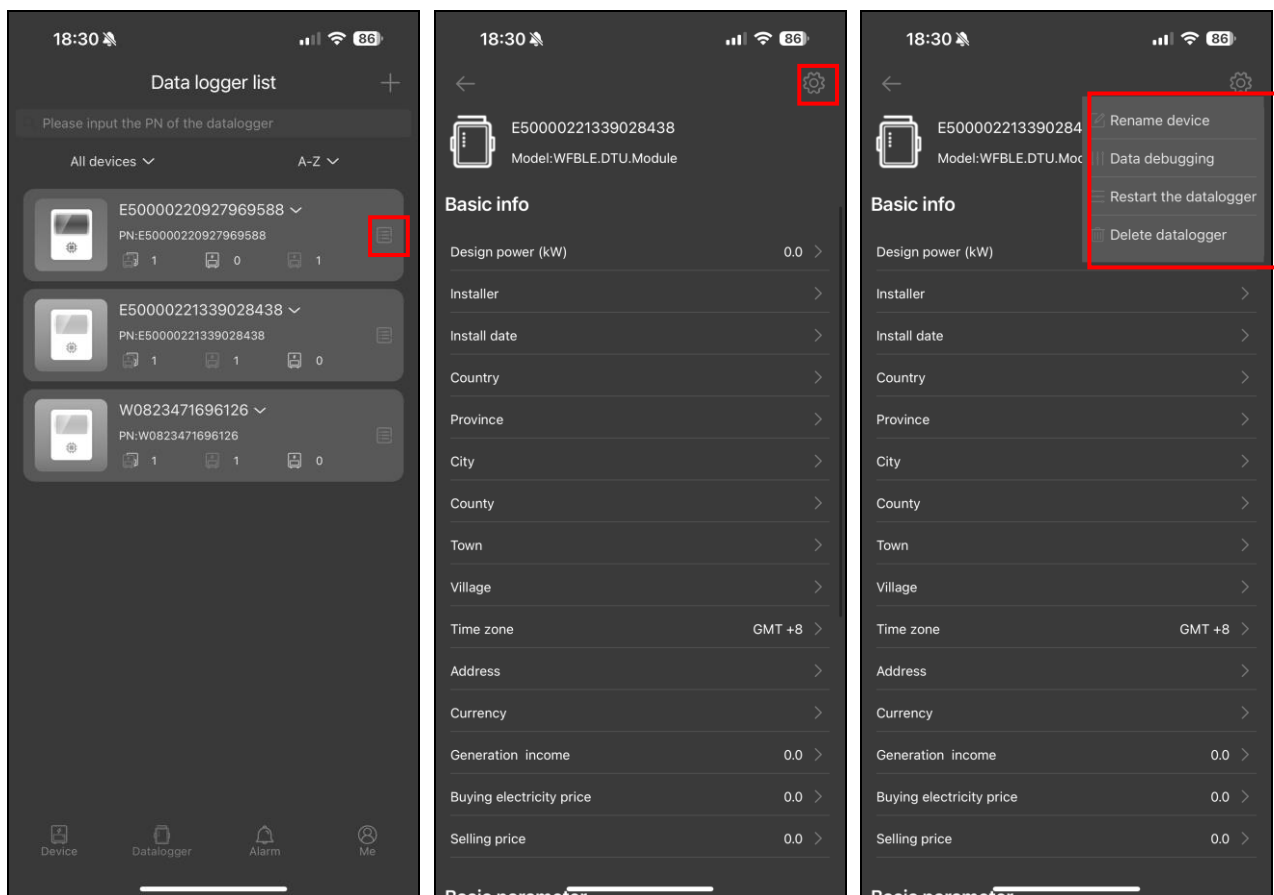 18:30
86
Data logger list
Please input the PN of the datalogger
All devices
A-Z
E50000220927969588
PN:E50000220927969588
1 0 1
E50000221339028438
PN:E50000221339028438
1 1 0
W0823471696126
PN:W0823471696126
1 1 0
Device Datalogger Alarm Me
18:30
86
E50000221339028438
Model:WFBLE.DTU.Module
Basic info
Design power (kW) 0.0
Installer
Install date
Country
Province
City
County
Town
Village
Time zone GMT +8
Address
Currency
Generation income 0.0
Buying electricity price 0.0
Selling price 0.0
Basic parameter
18:30
86
E500002213390284
Model:WFBLE.DTU.Moc
Rename device
Data debugging
Restart the datalogger
Delete datalogger
Basic info
Design power (kW)
Installer
Install date
Country
Province
City
County
Town
Village
Time zone GMT +8
Address
Currency
Generation income 0.0
Buying electricity price 0.0
Selling price 0.0
Basic parameter